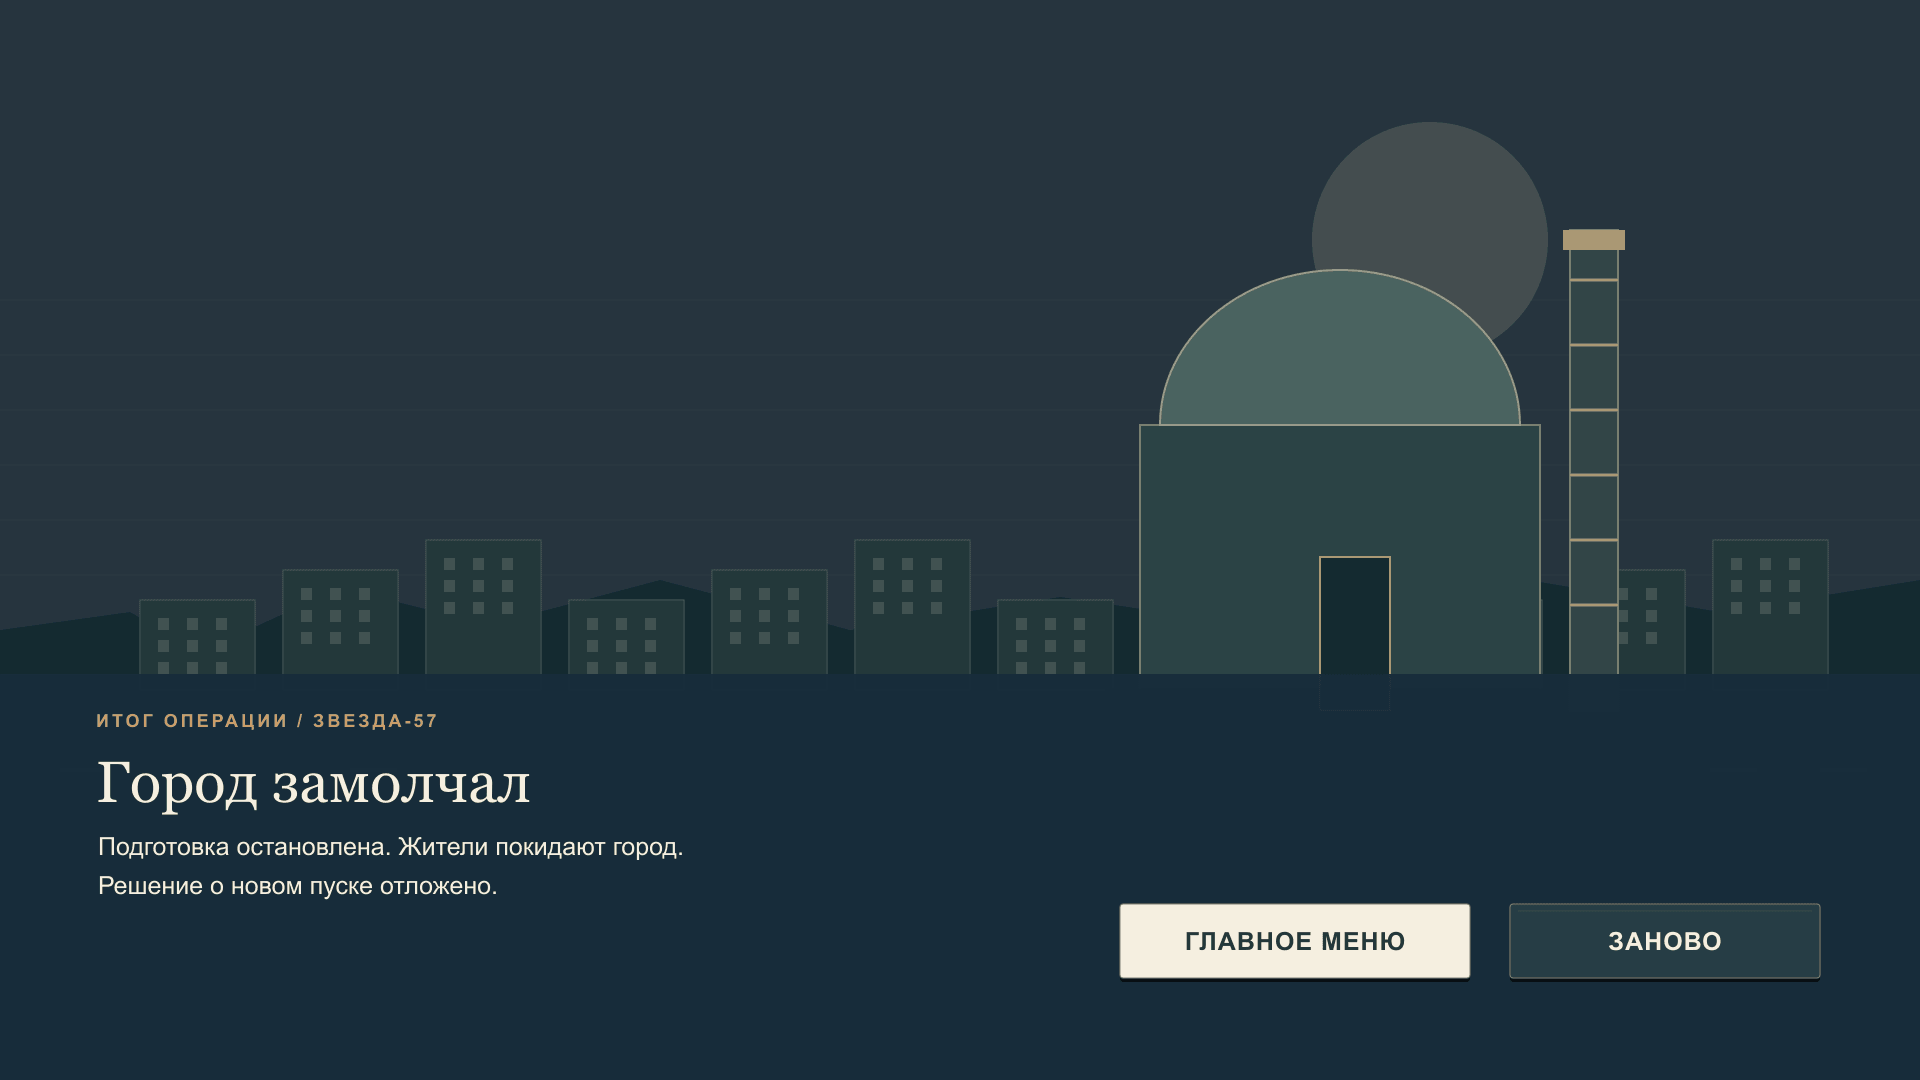 ИТОГ ОПЕРАЦИИ / ЗВЕЗДА-57
Город замолчал
Подготовка остановлена. Жители покидают город.
Решение о новом пуске отложено.
ГЛАВНОЕ МЕНЮ
ЗАНОВО